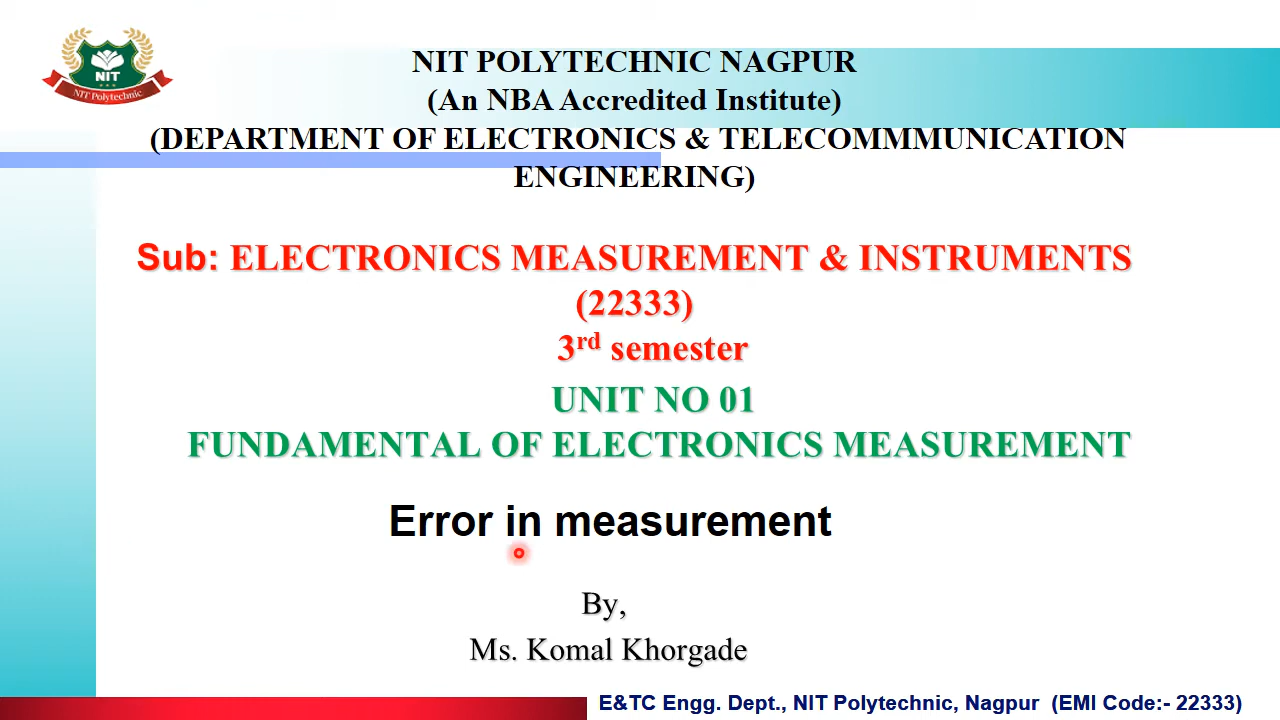 NIT
NIT Polytechnic
NIT POLYTECHNIC NAGPUR
(An NBA Accredited Institute)
(DEPARTMENT OF ELECTRONICS & TELECOMMMUNICATION
ENGINEERING)
Sub: ELECTRONICS MEASUREMENT & INSTRUMENTS
(22333)
3rd semester
UNIT NO 01
FUNDAMENTAL OF ELECTRONICS MEASUREMENT
Error in measurement
By,
Ms. Komal Khorgade
E&TC Engg. Dept., NIT Polytechnic, Nagpur (EMI Code:- 22333)